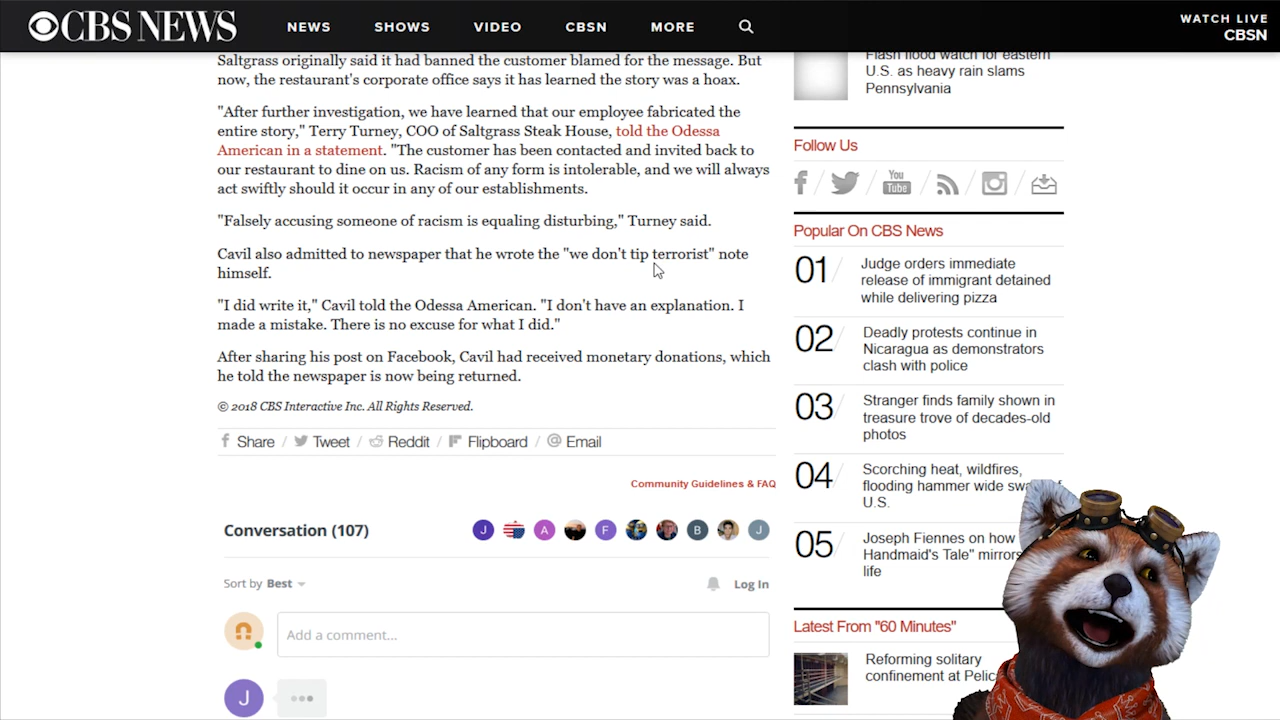 CBS NEWS
NEWS
SHOWS
VIDEO
CBSN
MORE
WATCH LIVE
CBSN
Saltgrass originally said it had banned the customer blamed for the message. But
now, the restaurant's corporate office says it has learned the story was a hoax.
"After further investigation, we have learned that our employee fabricated the
entire story," Terry Turney, COO of Saltgrass Steak House, told the Odessa
American in a statement. "The customer has been contacted and invited back to
our restaurant to dine on us. Racism of any form is intolerable, and we will always
act swiftly should it occur in any of our establishments.
"Falsely accusing someone of racism is equaling disturbing," Turney said.
Cavil also admitted to newspaper that he wrote the "we don't tip terrorist" note
himself.
"I did write it," Cavil told the Odessa American. "I don't have an explanation. I
made a mistake. There is no excuse for what I did."
After sharing his post on Facebook, Cavil had received monetary donations, which
he told the newspaper is now being returned.
© 2018 CBS Interactive Inc. All Rights Reserved.
Share / Tweet / Reddit / Flipboard / Email
Community Guidelines & FAQ
Conversation (107)
J
A
F
B
J
Sort by Best
Log In
Add a comment...
J
Flash flood watch for eastern
U.S. as heavy rain slams
Pennsylvania
Follow Us
You
Tube
Popular On CBS News
01/
Judge orders immediate
release of immigrant detained
while delivering pizza
02/
Deadly protests continue in
Nicaragua as demonstrators
clash with police
03/
Stranger finds family shown in
treasure trove of decades-old
photos
04/
Scorching heat, wildfires,
flooding hammer wide
U.S.
05/
Joseph Fiennes on how
Handmaid's Tale" mirrors
life
Latest From "60 Minutes"
Reforming solitary
confinement at